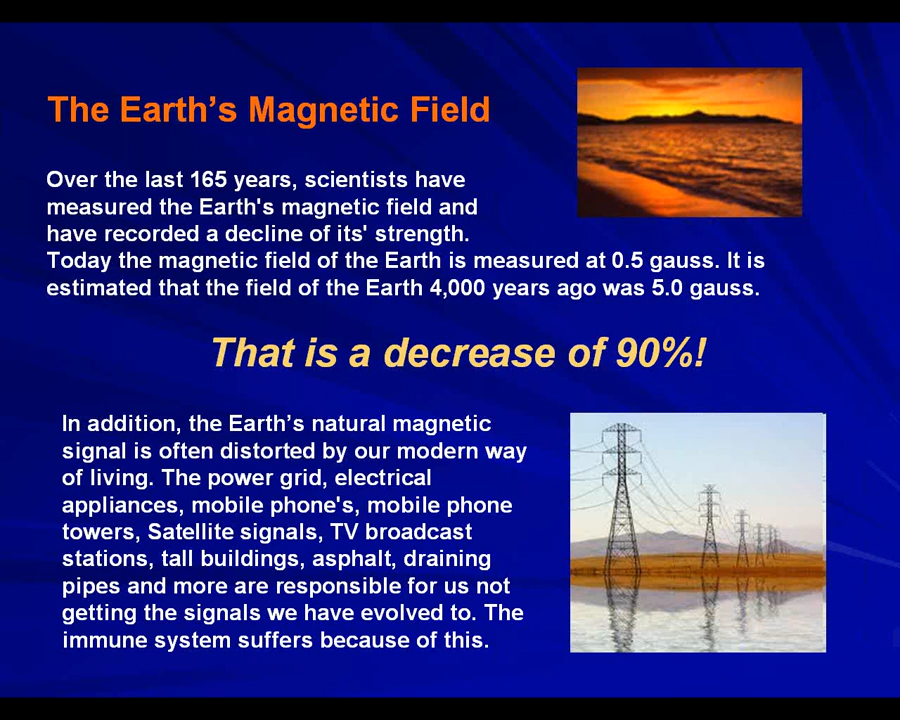 The Earth’s Magnetic Field
Over the last 165 years, scientists have
measured the Earth's magnetic field and
have recorded a decline of its' strength.
Today the magnetic field of the Earth is measured at 0.5 gauss. It is
estimated that the field of the Earth 4,000 years ago was 5.0 gauss.
That is a decrease of 90%!
In addition, the Earth’s natural magnetic
signal is often distorted by our modern way
of living. The power grid, electrical
appliances, mobile phone's, mobile phone
towers, Satellite signals, TV broadcast
stations, tall buildings, asphalt, draining
pipes and more are responsible for us not
getting the signals we have evolved to. The
immune system suffers because of this.